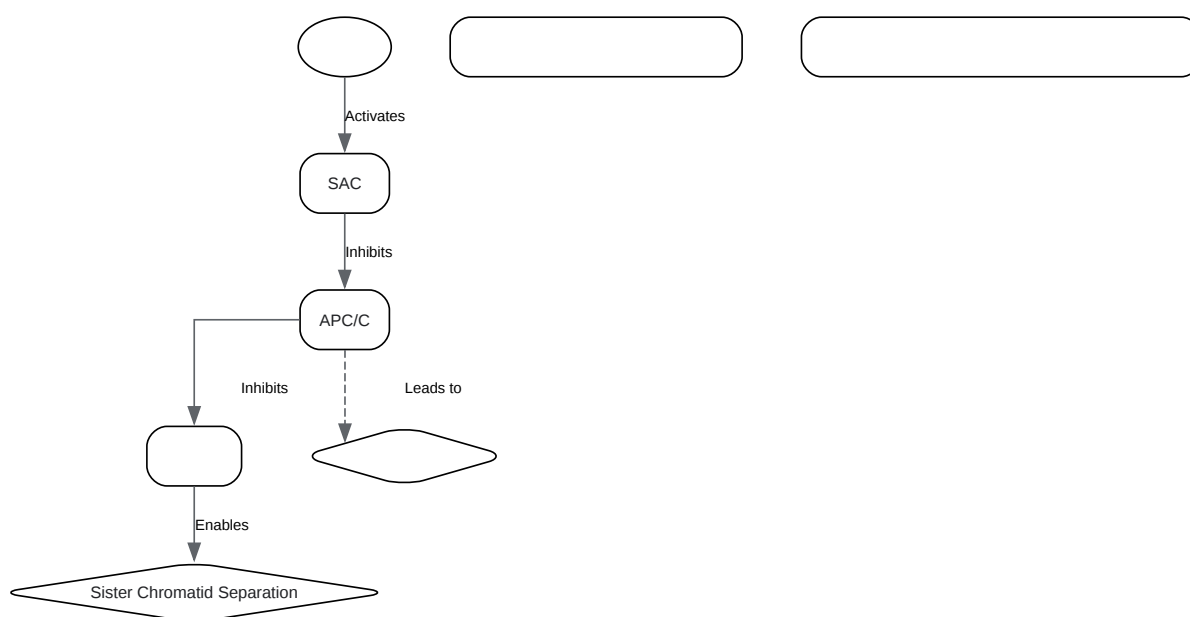 Activates
SAC
Inhibits
APC/C
Inhibits
Leads to
Enables
Sister Chromatid Separation